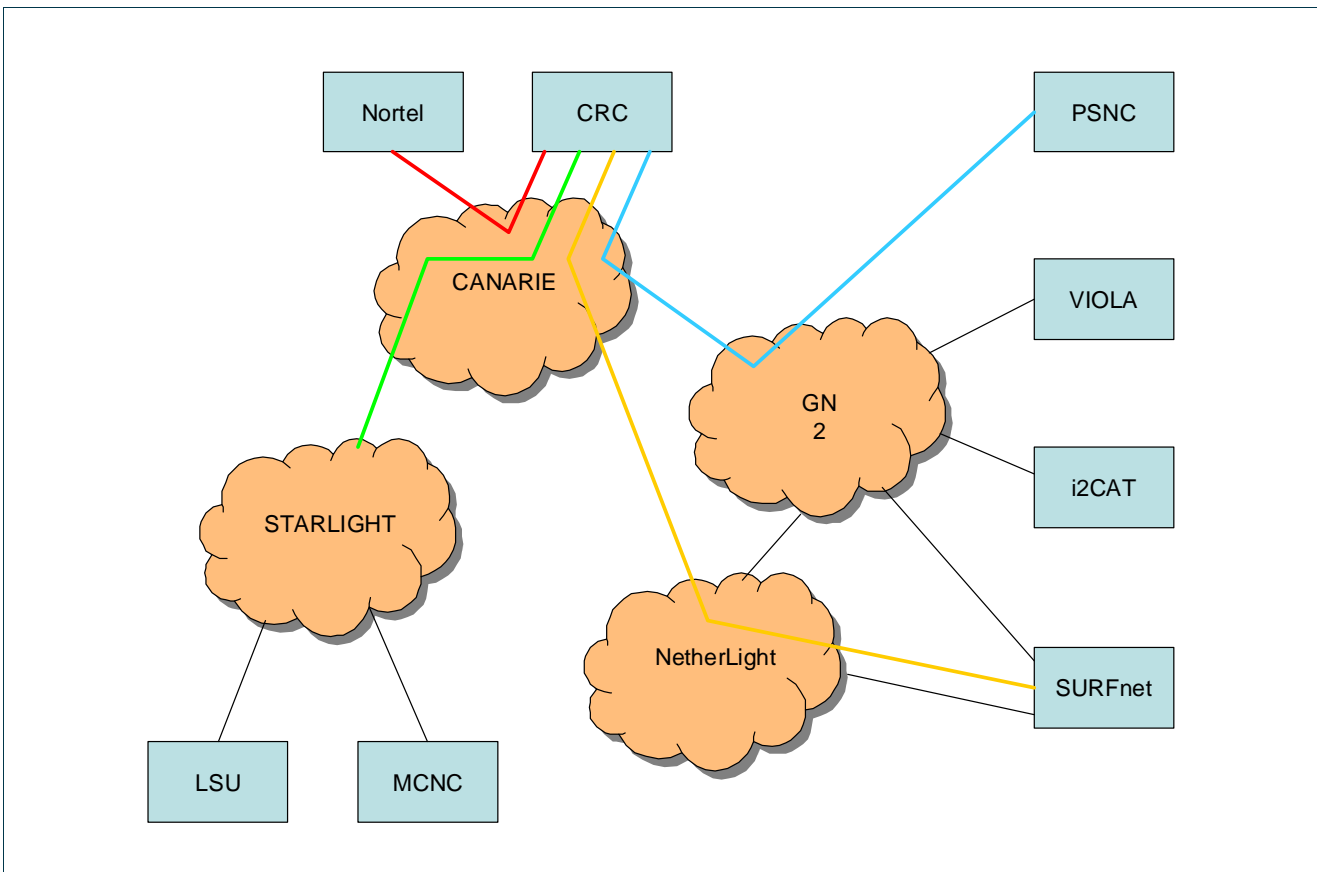 Nortel
CRC
PSNC
CANARIE
VIOLA
GN
2
i2CAT
STARLIGHT
NetherLight
SURFnet
LSU
MCNC